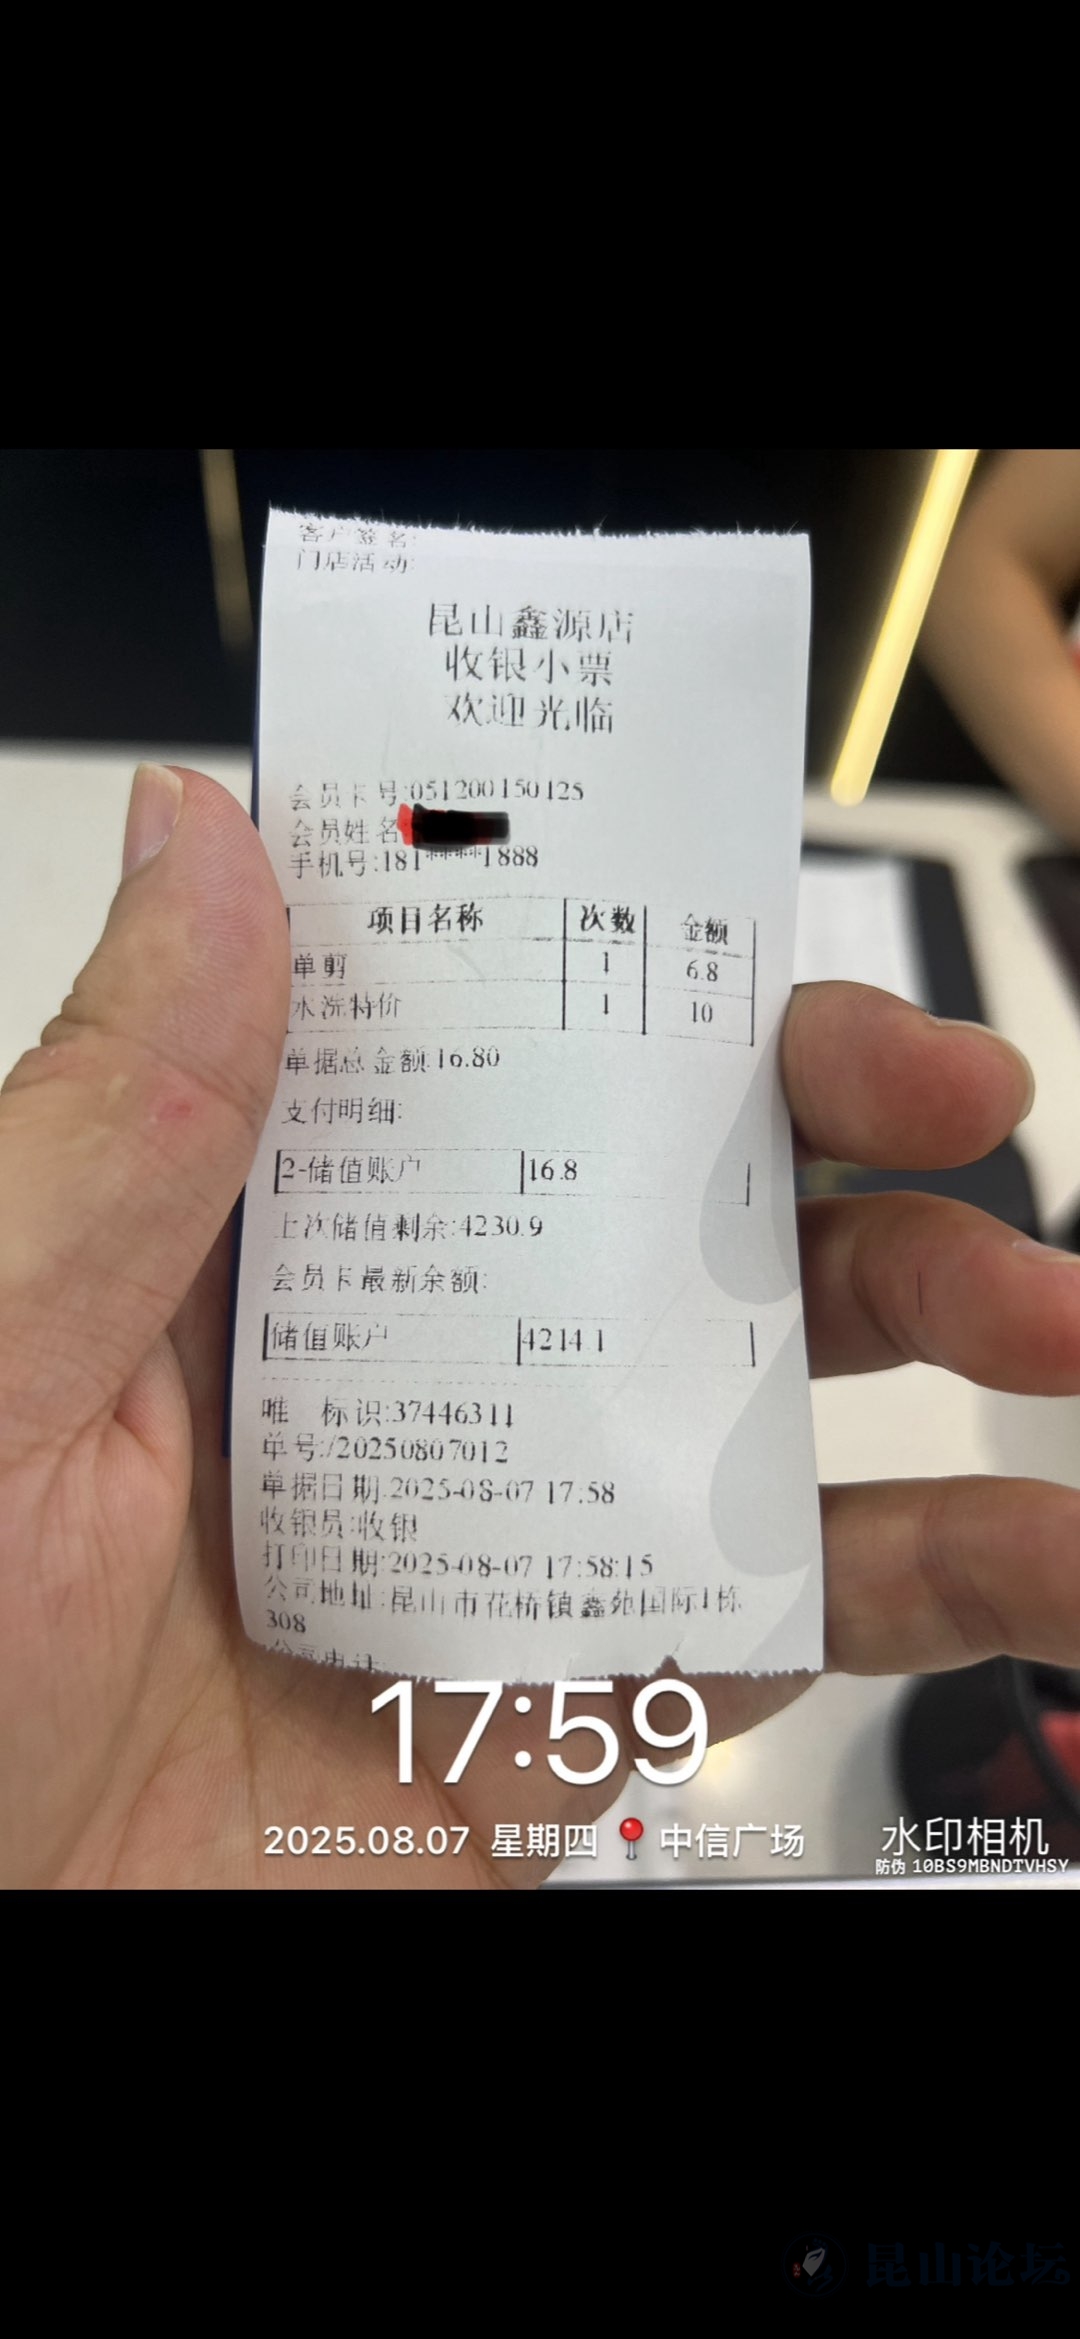 客户签名:
门店活动:
昆山鑫源店
收银小票
欢迎光临
会员卡号:051200150125
会员姓名
手机号:181****1888
项目名称 次数 金额
单剪 1 6.8
水洗特价 1 10
单据总金额:16.80
支付明细:
2-储值账户 16.8
上次储值剩余:4230.9
会员卡最新余额:
储值账户 4214.1
唯一标识:37446311
单号:/20250807012
单据日期:2025-08-07 17:58
收银员:收银
打印日期:2025-08-07 17:58:15
公司地址:昆山市花桥镇鑫苑国际1栋
308
公司电话:
17:59
2025.08.07 星期四 中信广场
水印相机
防伪 10BS9MBNDTVHSY
昆山论坛